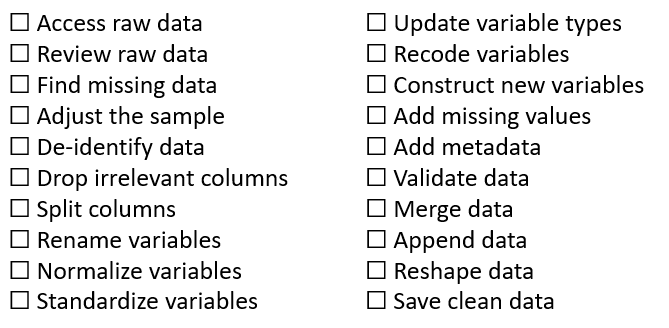 ☐ Access raw data
☐ Review raw data
☐ Find missing data
☐ Adjust the sample
☐ De-identify data
☐ Drop irrelevant columns
☐ Split columns
☐ Rename variables
☐ Normalize variables
☐ Standardize variables
☐ Update variable types
☐ Recode variables
☐ Construct new variables
☐ Add missing values
☐ Add metadata
☐ Validate data
☐ Merge data
☐ Append data
☐ Reshape data
☐ Save clean data